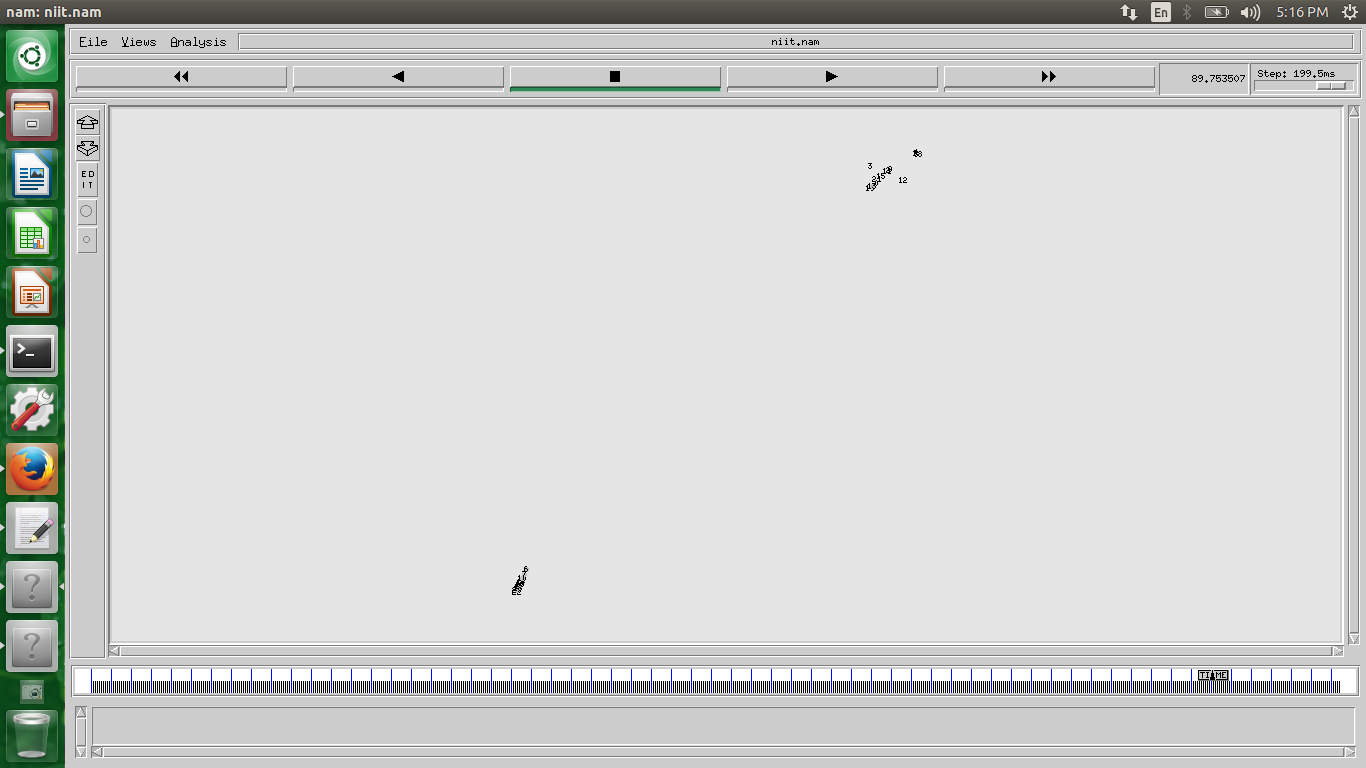 nam: niit.nam
En
5:16 PM
File Views Analysis
niit.nam
89.753507
Step: 199.5ms
ED
IT
3
12
TIME